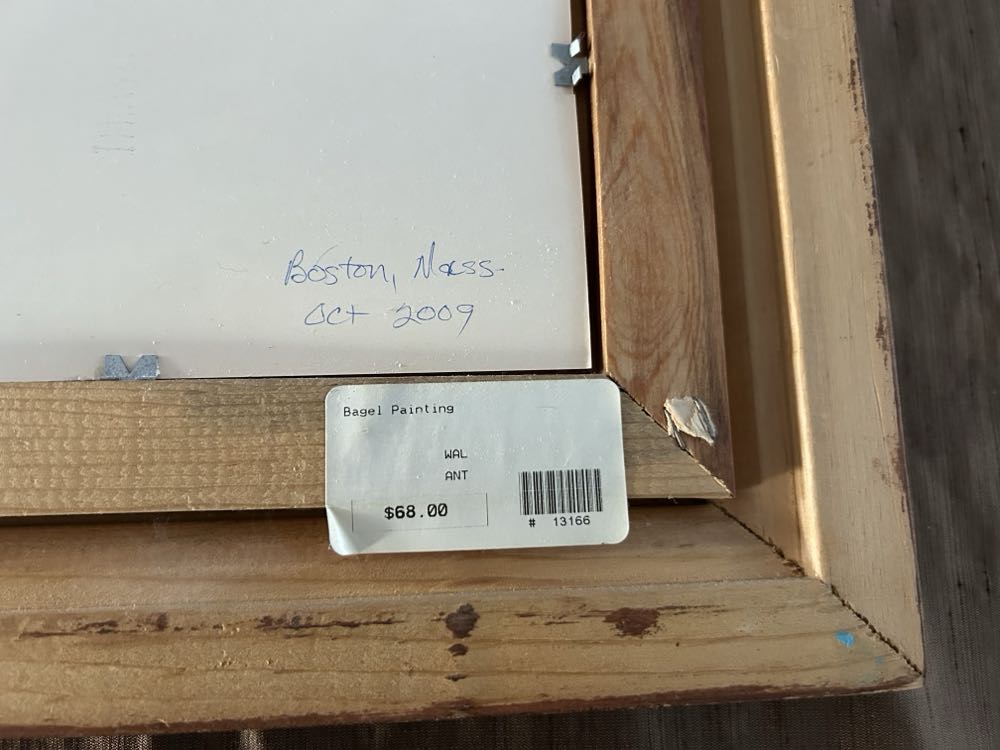 Boston, Mass.
Oct 2009
Bagel Painting
WAL
ANT
$68.00
# 13166